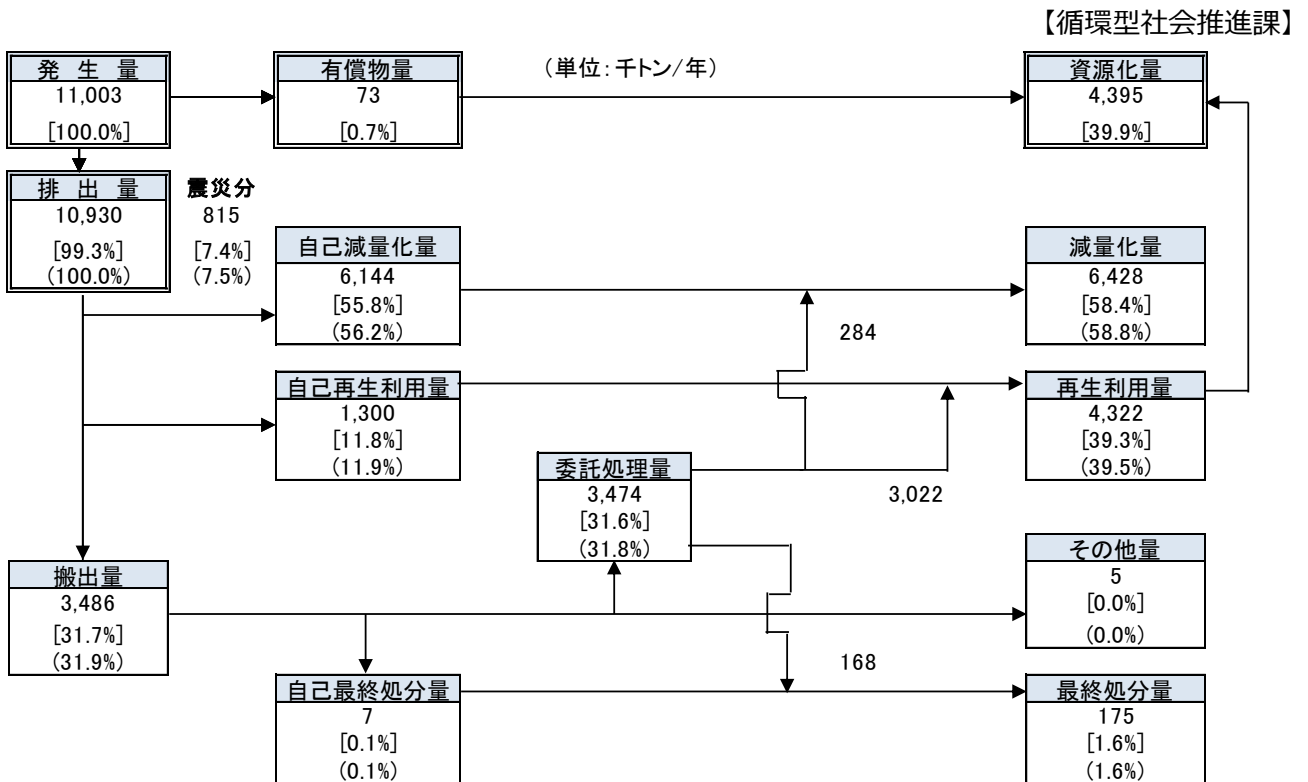 【循環型社会推進課】
発 生 量
11,003
[100.0%]
有償物量
73
[0.7%]
(単位:千トン/年)
資源化量
4,395
[39.9%]
排 出 量
10,930
[99.3%]
(100.0%)
震災分
815
[7.4%]
(7.5%)
自己減量化量
6,144
[55.8%]
(56.2%)
減量化量
6,428
[58.4%]
(58.8%)
284
自己再生利用量
1,300
[11.8%]
(11.9%)
再生利用量
4,322
[39.3%]
(39.5%)
委託処理量
3,474
[31.6%]
(31.8%)
3,022
搬出量
3,486
[31.7%]
(31.9%)
その他量
5
[0.0%]
(0.0%)
168
自己最終処分量
7
[0.1%]
(0.1%)
最終処分量
175
[1.6%]
(1.6%)